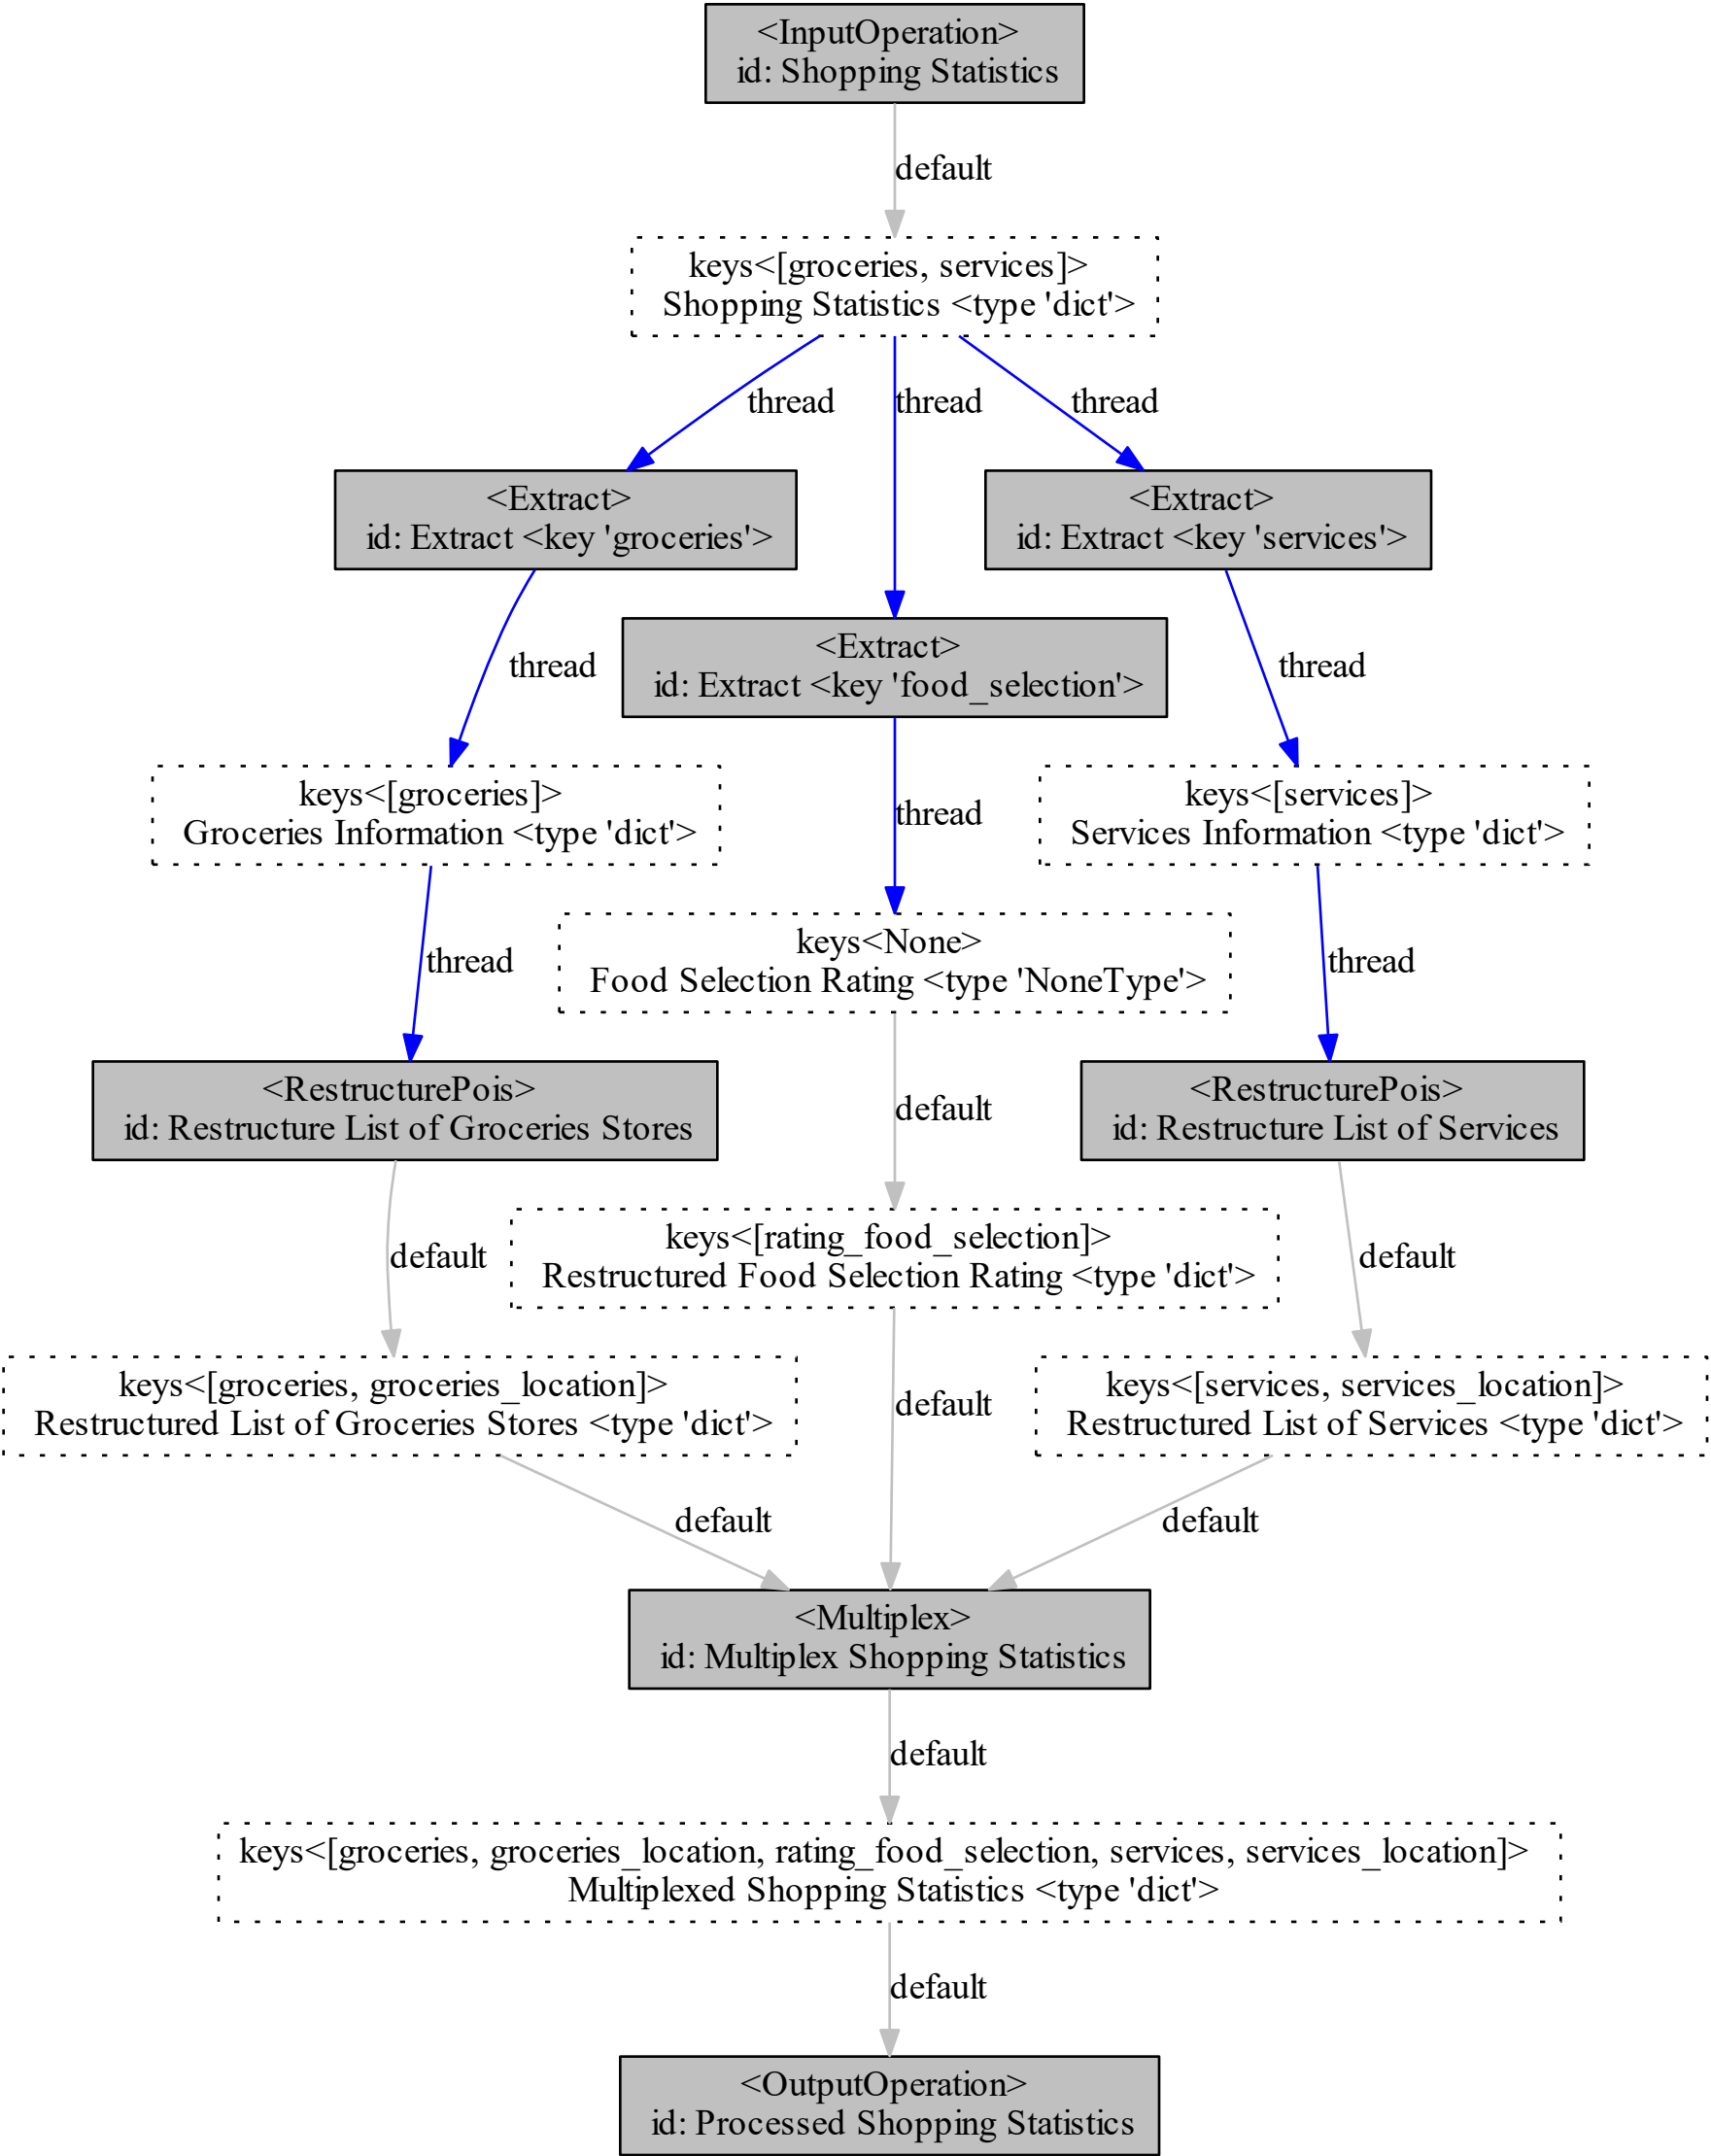 <InputOperation>
id: Shopping Statistics
default
keys<[groceries, services]>
Shopping Statistics <type 'dict'>
thread
thread
thread
<Extract>
id: Extract <key 'groceries'>
<Extract>
id: Extract <key 'services'>
<Extract>
id: Extract <key 'food_selection'>
thread
thread
keys<[groceries]>
Groceries Information <type 'dict'>
thread
keys<[services]>
Services Information <type 'dict'>
keys<None>
Food Selection Rating <type 'NoneType'>
thread
thread
<RestructurePois>
id: Restructure List of Groceries Stores
default
<RestructurePois>
id: Restructure List of Services
keys<[rating_food_selection]>
Restructured Food Selection Rating <type 'dict'>
default
default
keys<[groceries, groceries_location]>
Restructured List of Groceries Stores <type 'dict'>
default
keys<[services, services_location]>
Restructured List of Services <type 'dict'>
default
default
<Multiplex>
id: Multiplex Shopping Statistics
default
keys<[groceries, groceries_location, rating_food_selection, services, services_location]>
Multiplexed Shopping Statistics <type 'dict'>
default
<OutputOperation>
id: Processed Shopping Statistics